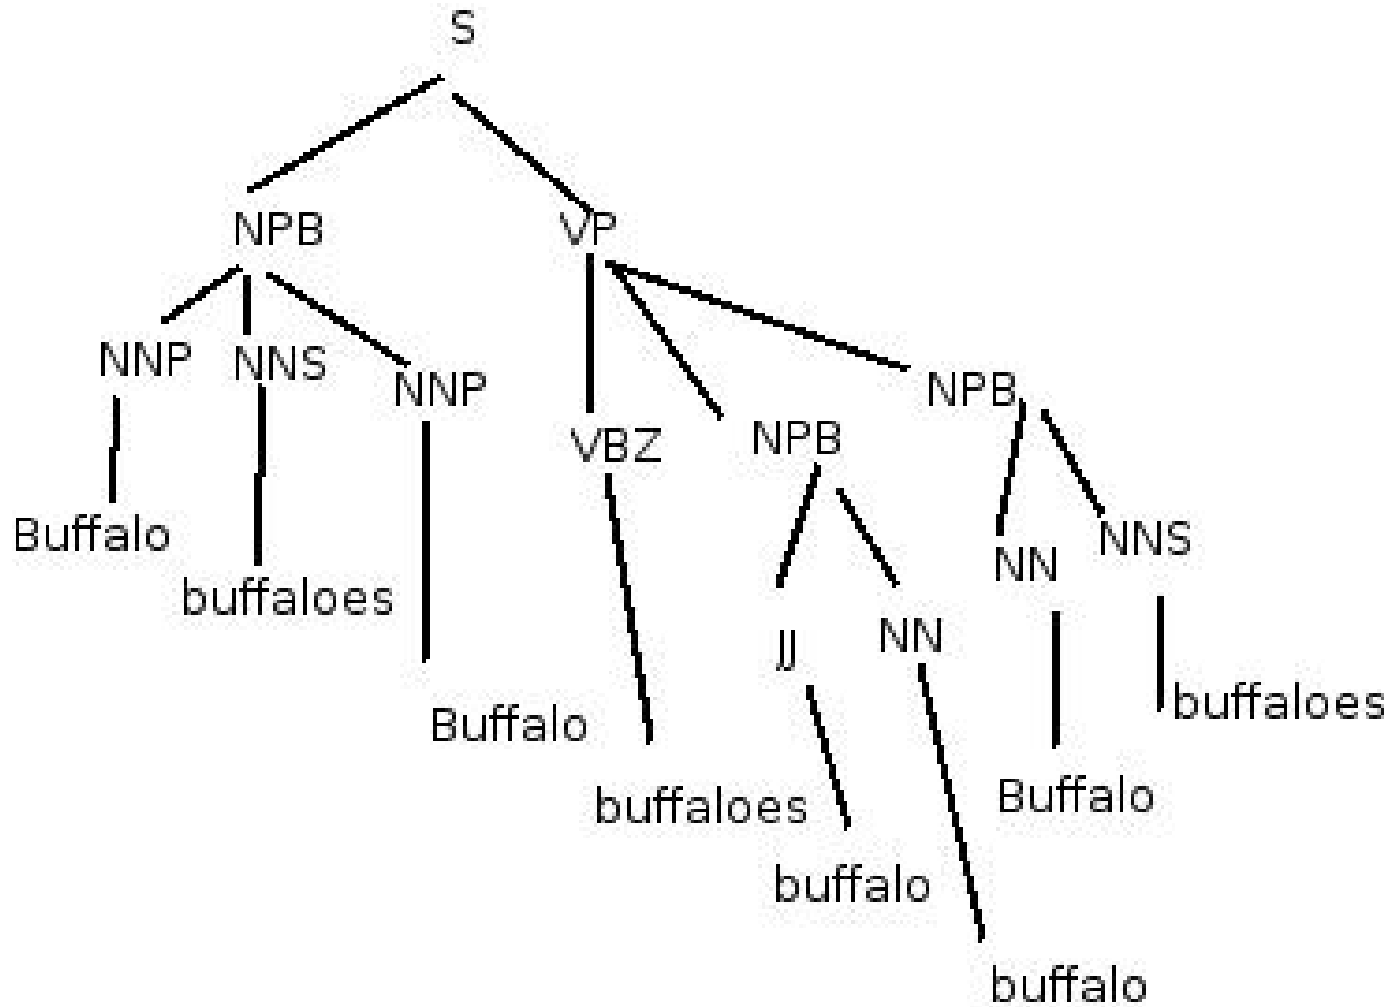 S
NPB VP
NNP NNS NNP NPB
VBZ NPB
Buffalo NN NNS
buffaloes JJ NN
Buffalo buffaloes
buffaloes Buffalo
buffalo
buffalo